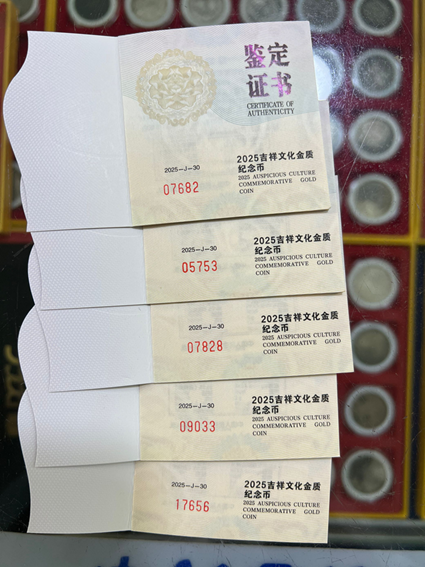 鉴定
证书
CERTIFICATE OF
AUTHENTICITY
2025-J-30
07682
2025吉祥文化金质
纪念币
2025 AUSPICIOUS CULTURE
COMMEMORATIVE GOLD
COIN
2025-J-30
05753
2025吉祥文化金质
纪念币
2025 AUSPICIOUS CULTURE
COMMEMORATIVE GOLD
COIN
2025-J-30
07828
2025吉祥文化金质
纪念币
2025 AUSPICIOUS CULTURE
COMMEMORATIVE GOLD
COIN
2025-J-30
09033
2025吉祥文化金质
纪念币
2025 AUSPICIOUS CULTURE
COMMEMORATIVE GOLD
COIN
2025-J-30
17656
2025吉祥文化金质
纪念币
2025 AUSPICIOUS CULTURE
COMMEMORATIVE GOLD
COIN